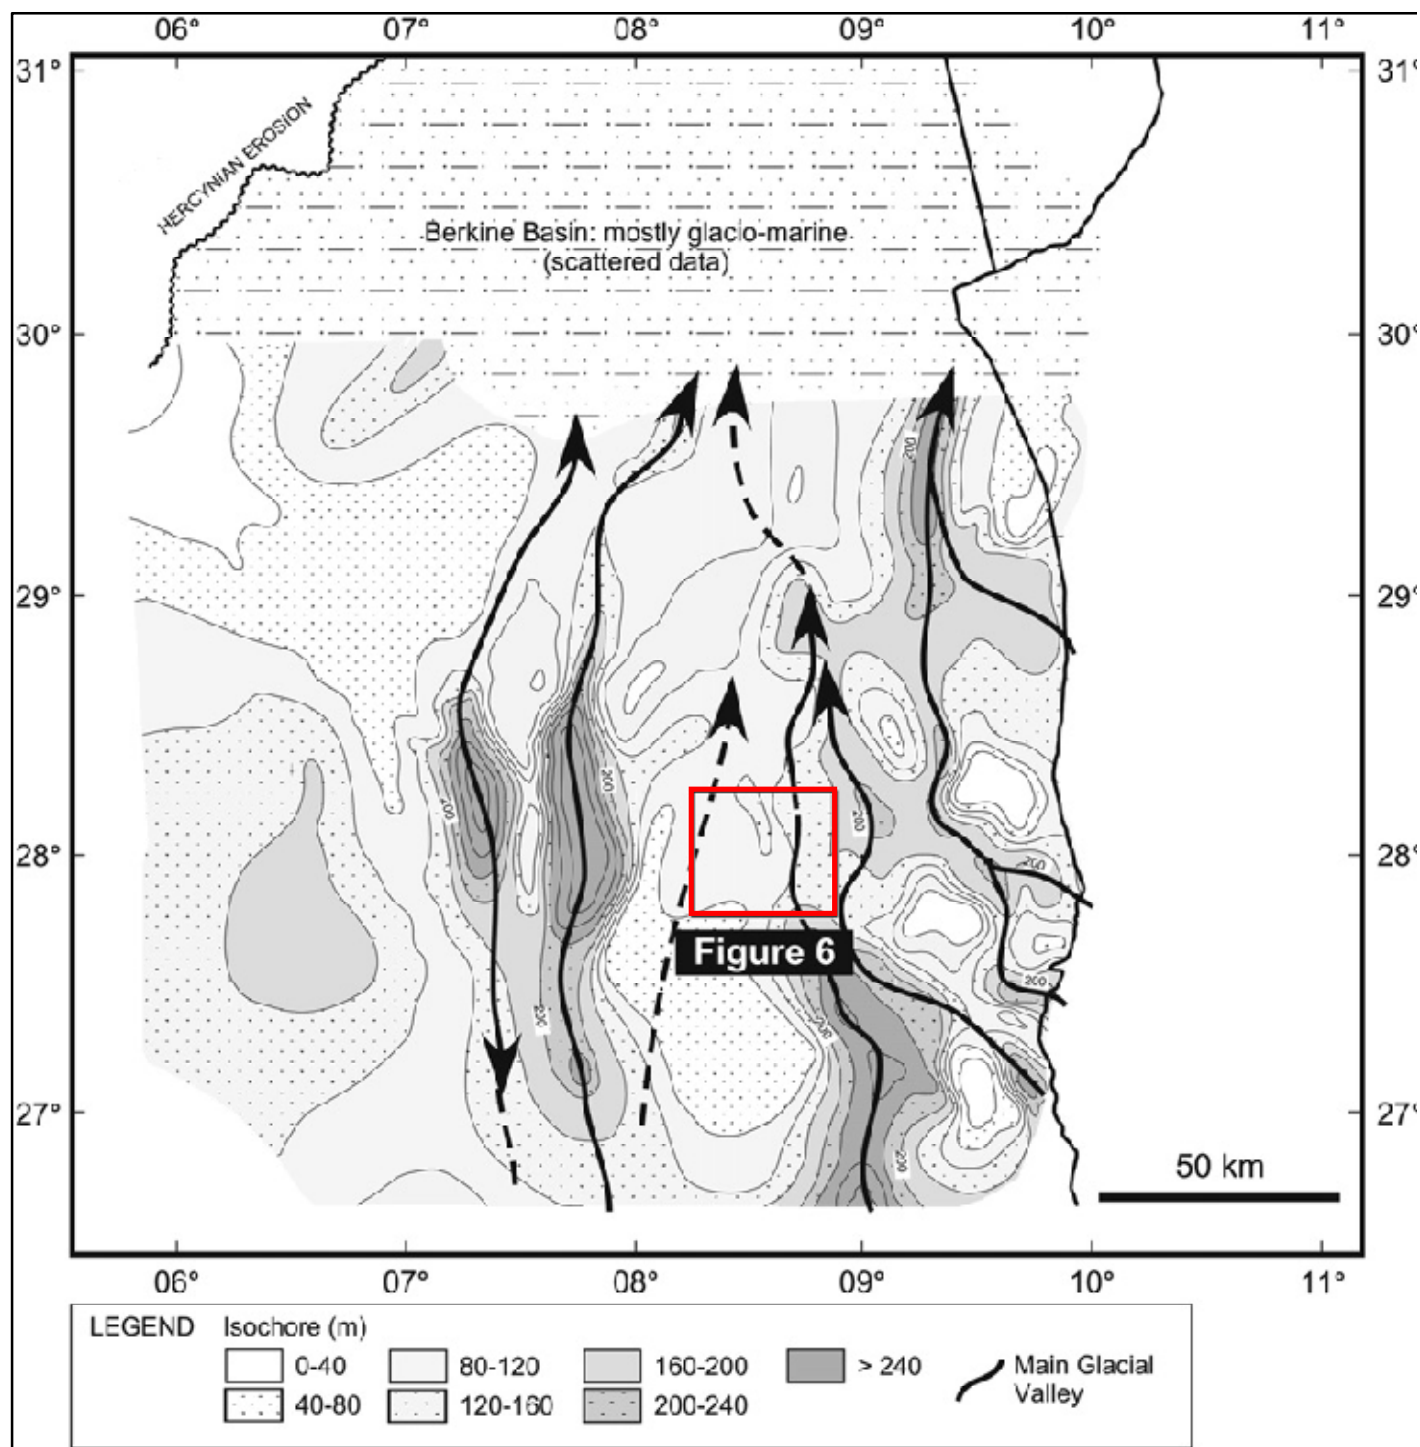 06° 07° 08° 09° 10° 11°
31° 31°
HERCYNIAN EROSION
Berkine Basin: mostly glacio-marine
(scattered data)
30° 30°
200
29° 29°
200
200
200
28° 28°
200
Figure 6
200
200
200
27° 27°
200
50 km
06° 07° 08° 09° 10° 11°
LEGEND Isochore (m)
0-40 80-120 160-200 > 240 Main Glacial
40-80 120-160 200-240 Valley